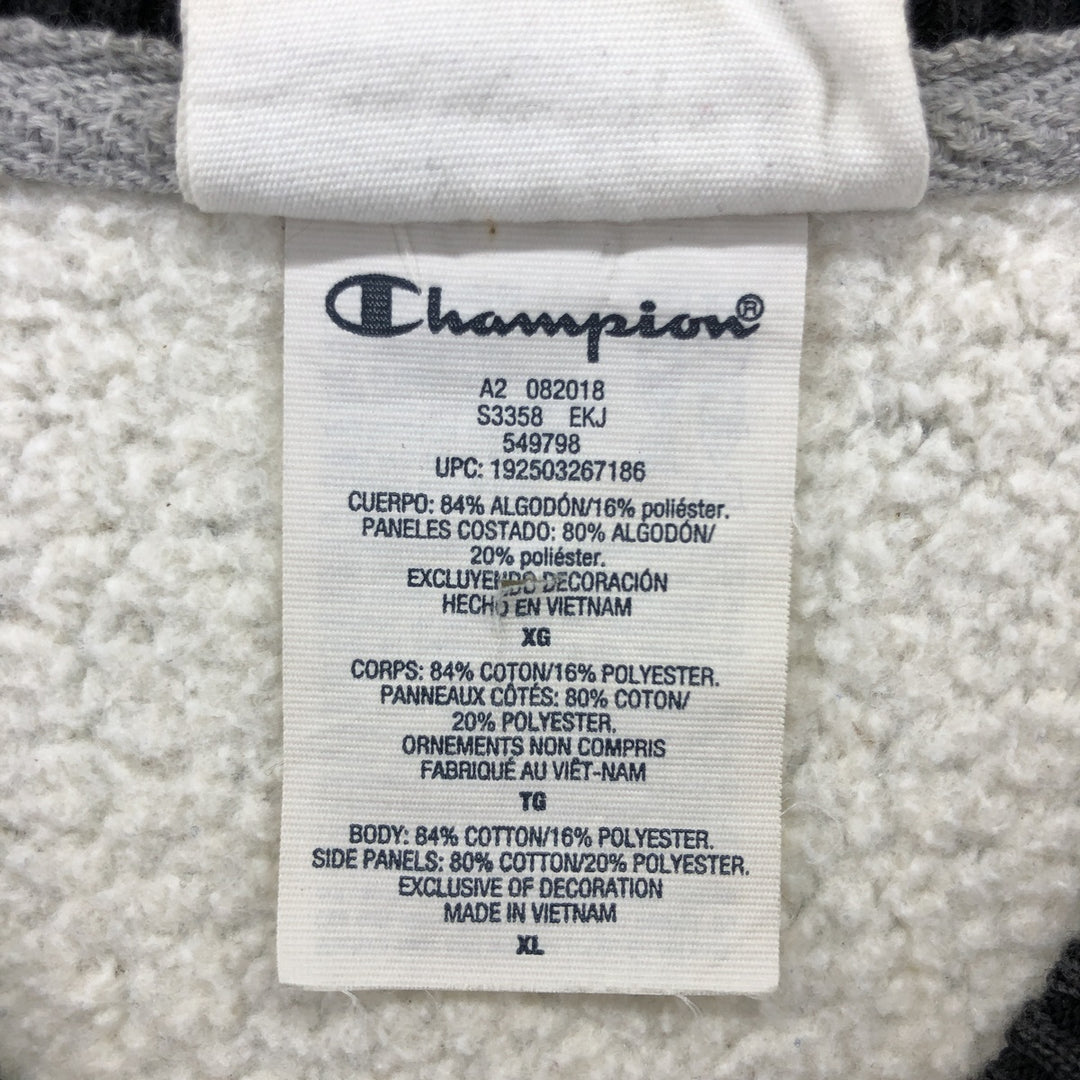 Champion®
A2 082018
S3358 EKJ
549798
UPC: 192503267186
CUERPO: 84% ALGODÓN/16% poliéster.
PANELES COSTADO: 80% ALGODÓN/
20% poliéster.
EXCLUYENDO DECORACIÓN
HECHO EN VIETNAM
XG
CORPS: 84% COTON/16% POLYESTER.
PANNEAUX CÔTÉS: 80% COTON/
20% POLYESTER.
ORNEMENTS NON COMPRIS
FABRIQUÉ AU VIÊT-NAM
TG
BODY: 84% COTTON/16% POLYESTER.
SIDE PANELS: 80% COTTON/20% POLYESTER.
EXCLUSIVE OF DECORATION
MADE IN VIETNAM
XL